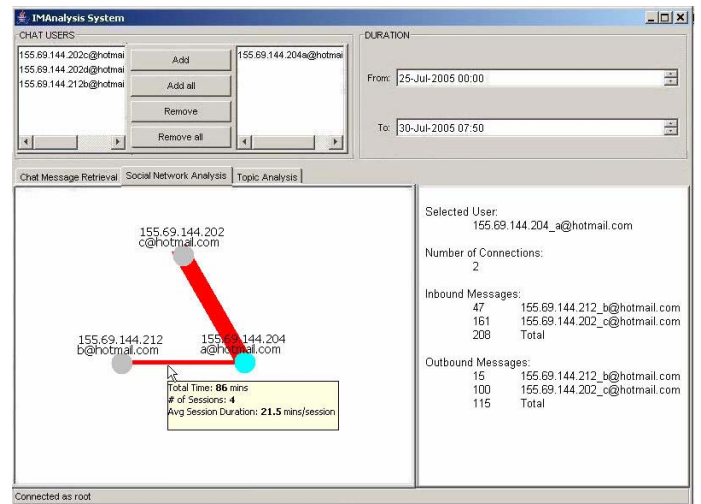 IMAnalysis System
CHAT USERS
155.69.144.202c@hotmai
155.69.144.202d@hotmai
155.69.144.212b@hotmai
Add
Add all
Remove
Remove all
155.69.144.204a@hotmai
DURATION
From: 25-Jul-2005 00:00
To: 30-Jul-2005 07:50
Chat Message Retrieval Social Network Analysis Topic Analysis
155.69.144.202
c@hotmail.com
155.69.144.212
b@hotmail.com
155.69.144.204
a@hotmail.com
Total Time: 86 mins
# of Sessions: 4
Avg Session Duration: 21.5 mins/session
Selected User:
155.69.144.204_a@hotmail.com
Number of Connections:
2
Inbound Messages:
47 155.69.144.212_b@hotmail.com
161 155.69.144.202_c@hotmail.com
208 Total
Outbound Messages:
15 155.69.144.212_b@hotmail.com
100 155.69.144.202_c@hotmail.com
115 Total
Connected as root